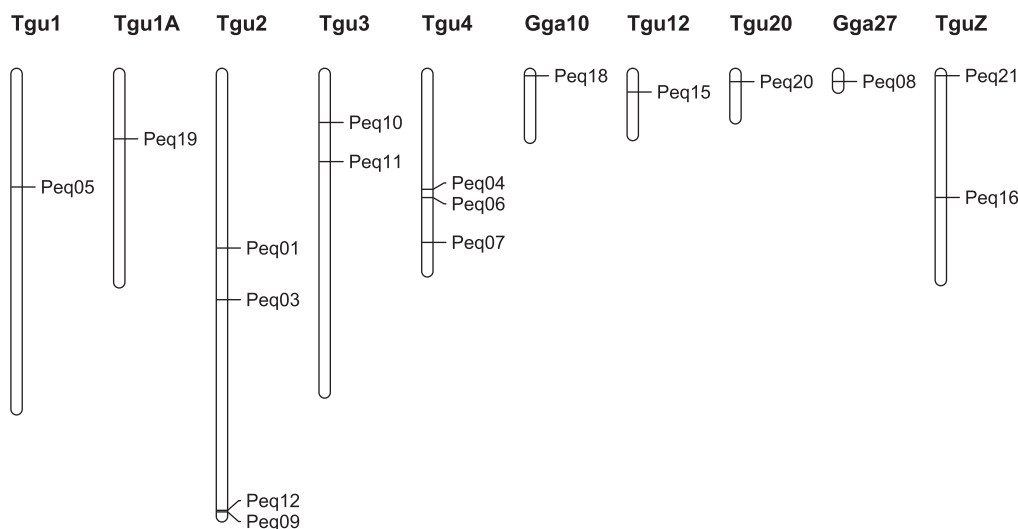 Tgu1 Tgu1A Tgu2 Tgu3 Tgu4 Gga10 Tgu12 Tgu20 Gga27 TguZ
Peq05
Peq19
Peq01
Peq03
Peq12
Peq09
Peq10
Peq11
Peq04
Peq06
Peq07
Peq18
Peq15
Peq20
Peq08
Peq21
Peq16